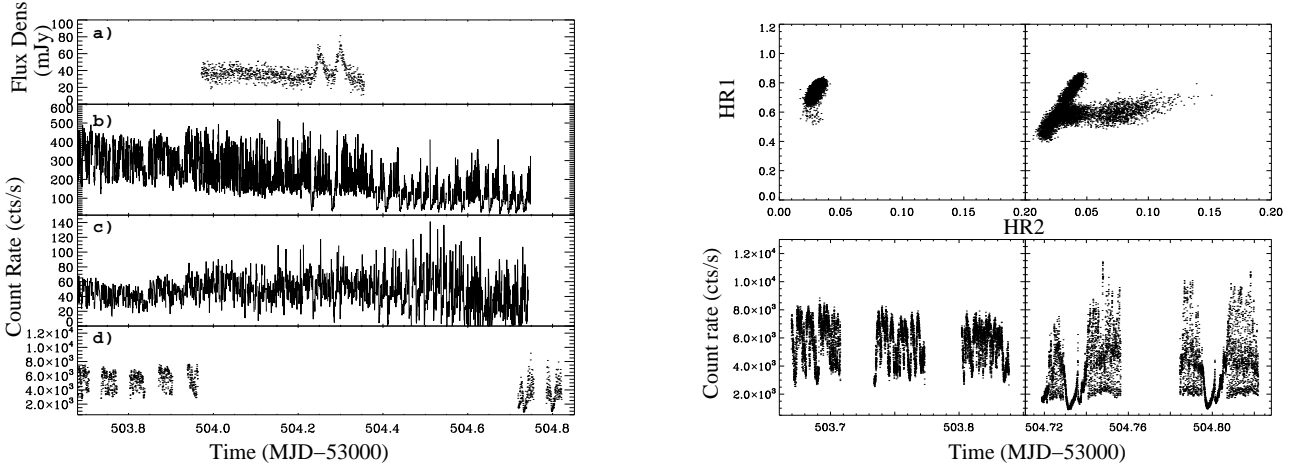 Flux Dens
(mJy)
100
80
60
40
20
0
a)
Count Rate (cts/s)
600
500
400
300
200
100
b)
140
120
100
80
60
40
20
0
c)
1.2×10⁴
1.0×10⁴
8.0×10³
6.0×10³
4.0×10³
2.0×10³
d)
503.8 504.0 504.2 504.4 504.6 504.8
Time (MJD−53000)
HR1
1.2
1.0
0.8
0.6
0.4
0.2
0.0
0.00 0.05 0.10 0.15 0.20 0.05 0.10 0.15 0.20
HR2
Count rate (cts/s)
1.2×10⁴
1.0×10⁴
8.0×10³
6.0×10³
4.0×10³
2.0×10³
503.7 503.8 504.72 504.76 504.80
Time (MJD−53000)